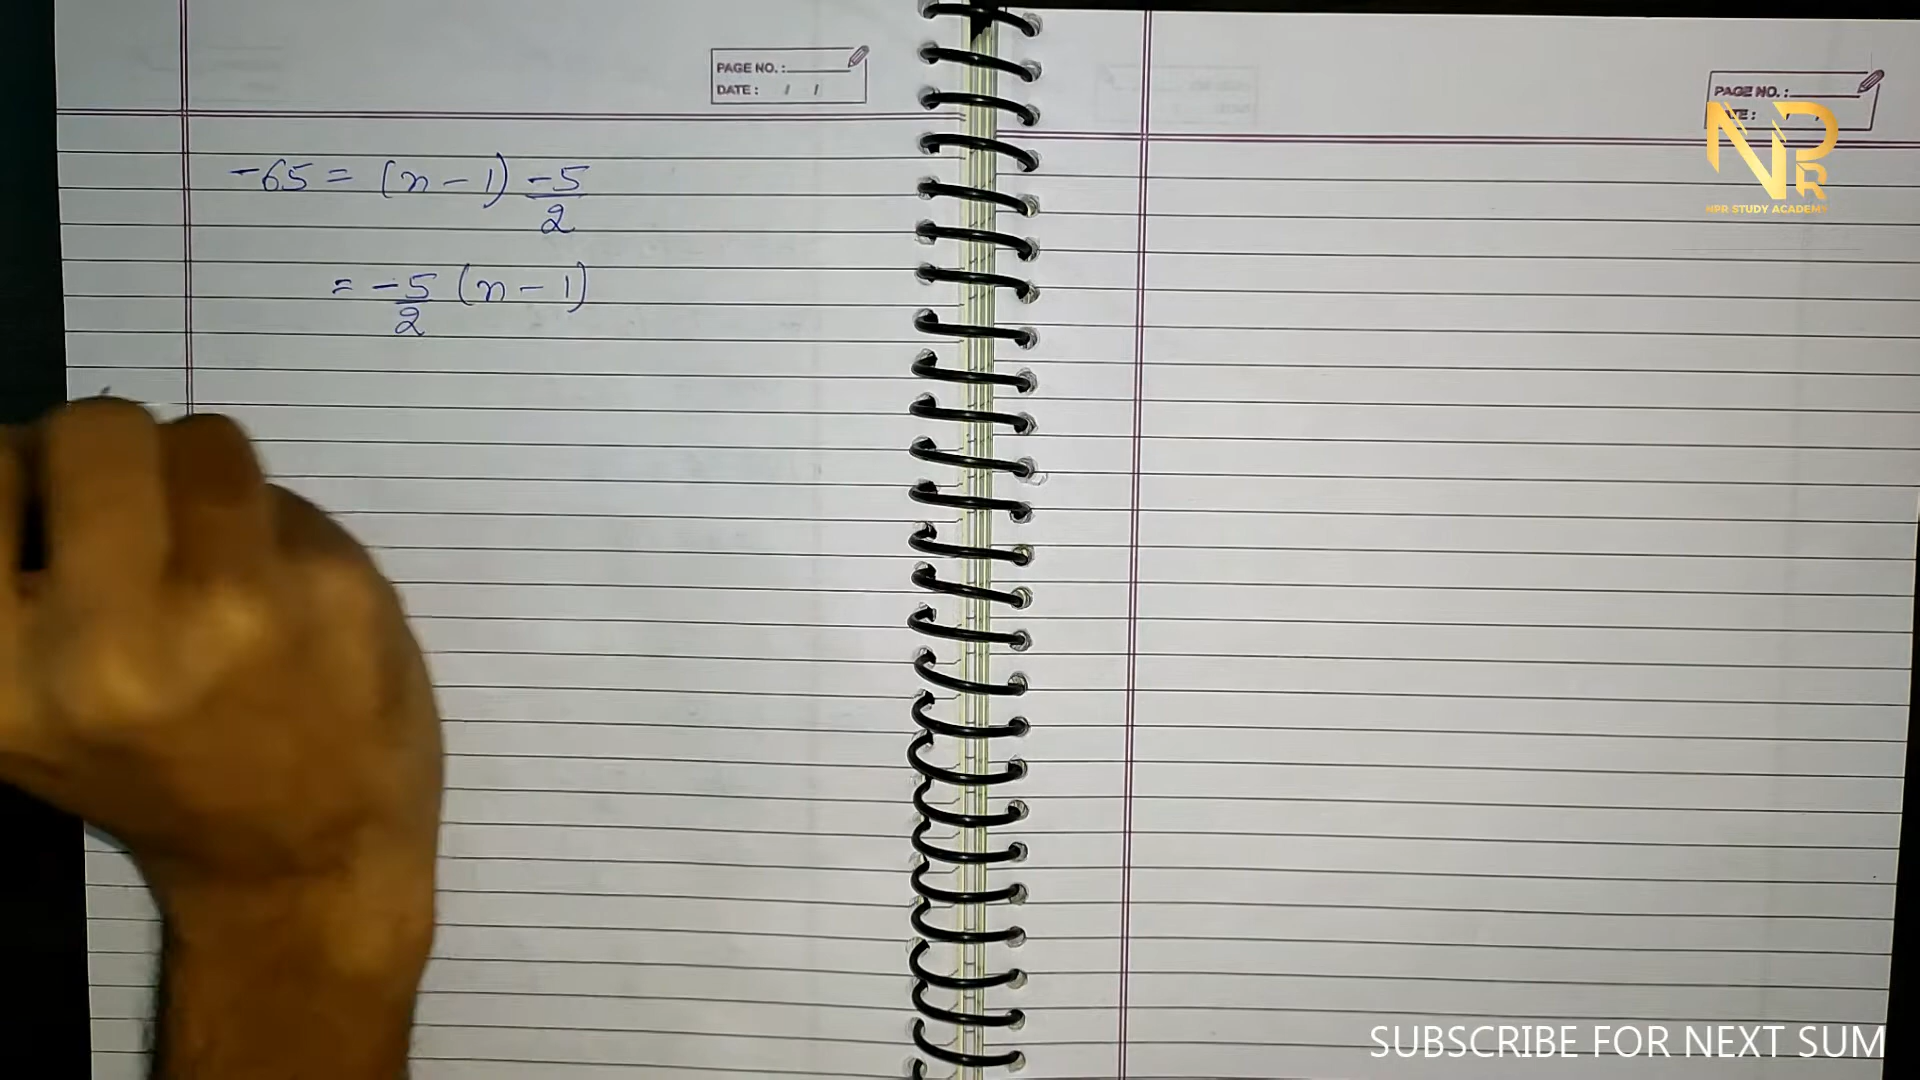 PAGE NO. :
DATE : / /
-65 = (n - 1) -5/2
= -5/2 (n - 1)
PAGE NO. :
NPR
NPR STUDY ACADEMY
SUBSCRIBE FOR NEXT SUM